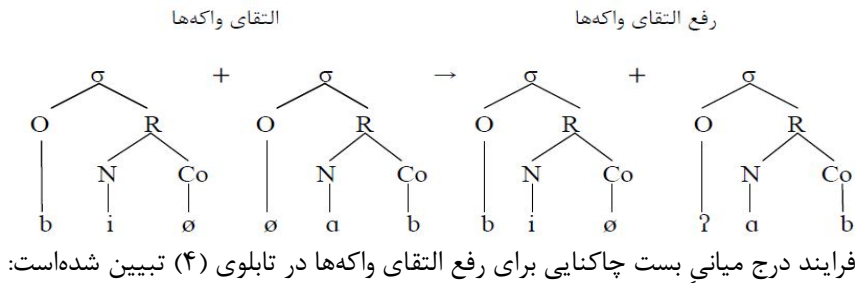 التقای واکه‌ها رفع التقای واکه‌ها
σ + σ → σ + σ
O R O R O R O R
N Co N Co N Co N Co
b i ø ø ɑ b b i ø ʔ ɑ b
فرایند درج میانیِ بست چاکنایی برای رفع التقای واکه‌ها در تابلوی (۴) تبیین شده‌است: